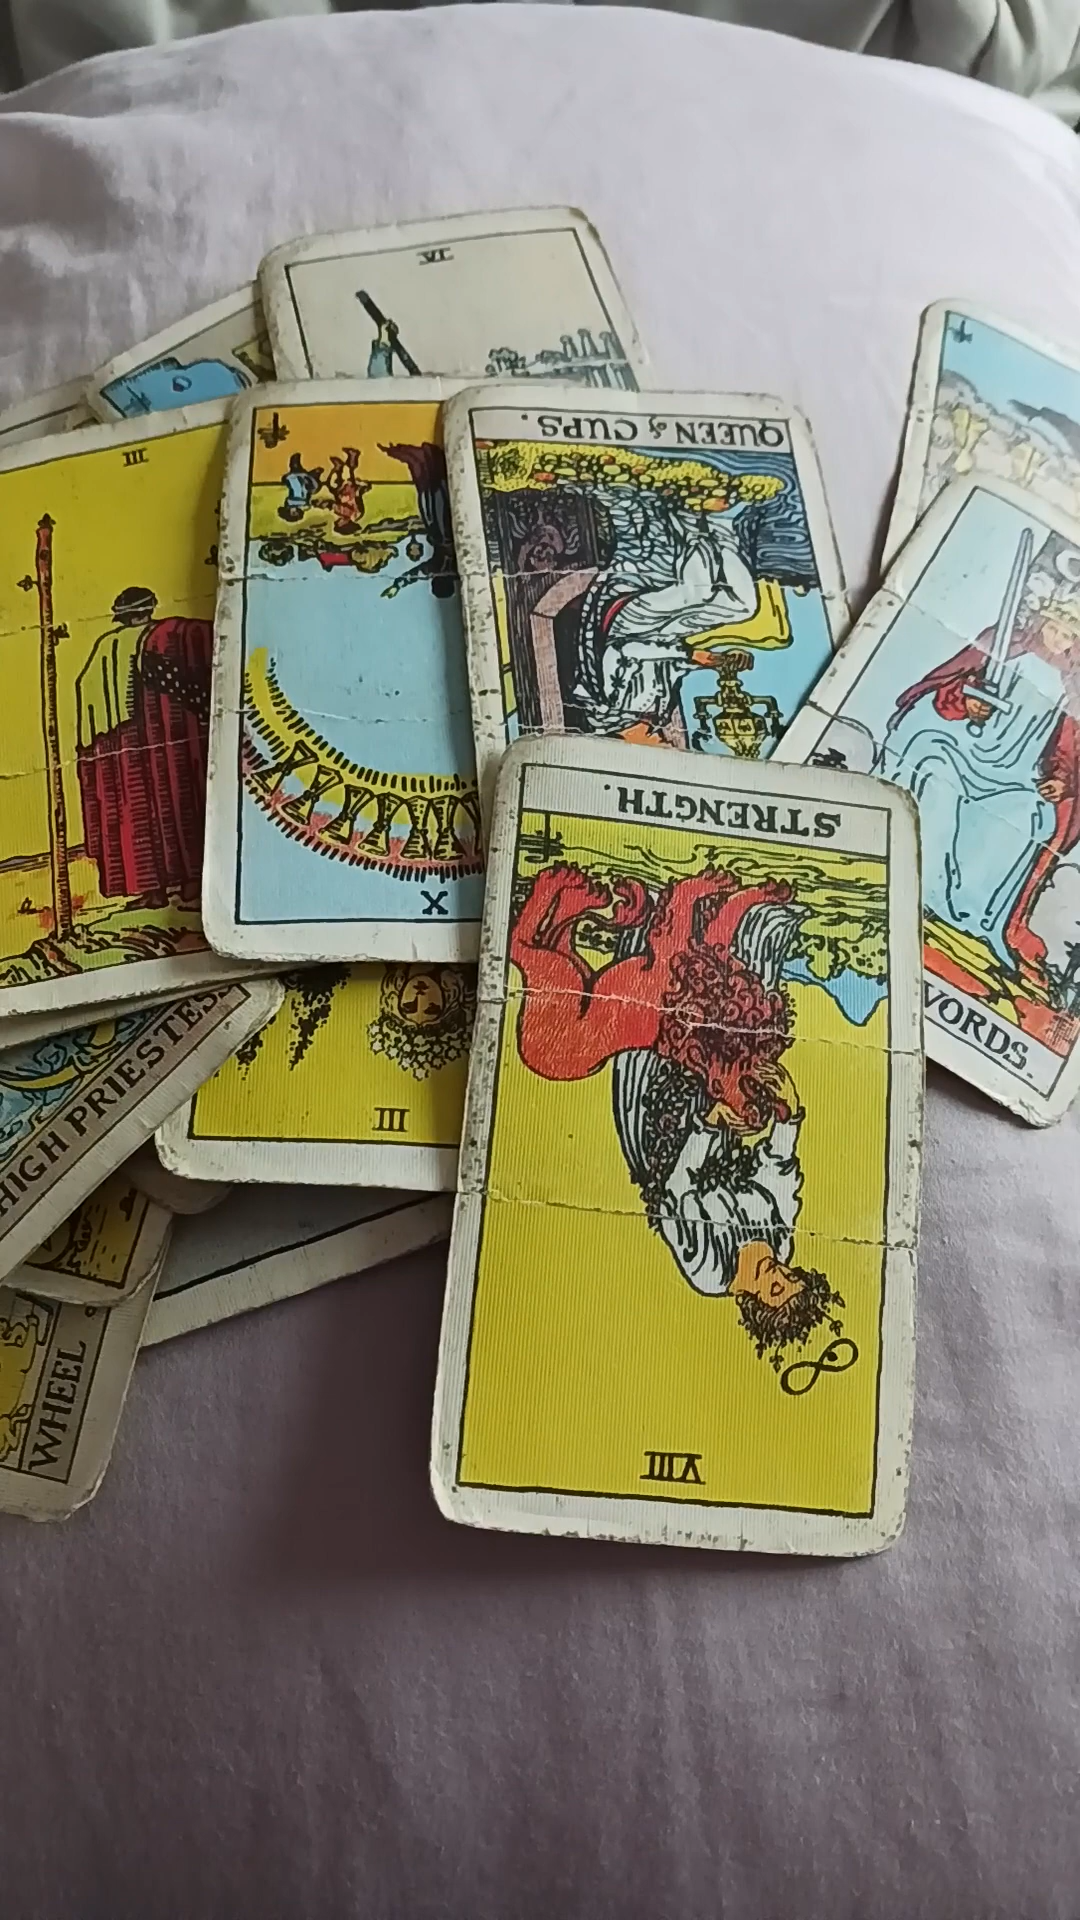 VI
III
QUEEN of CUPS.
STRENGTH.
X
WORDS.
HIGH PRIESTESS
III
WHEEL
VIII